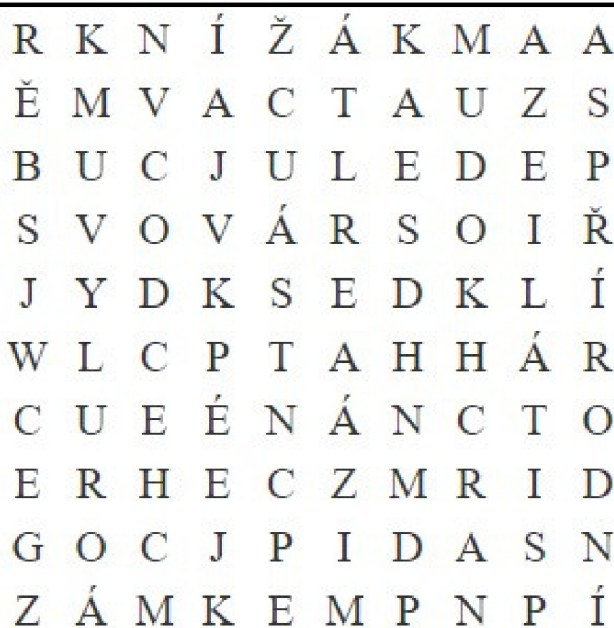 R K N Í Ž Á K M A A
Ě M V A C T A U Z S
B U C J U L E D E P
S V O V Á R S O I Ř
J Y D K S E D K L Í
W L C P T A H H Á R
C U E É N Á N C T O
E R H E C Z M R I D
G O C J P I D A S N
Z Á M K E M P N P Í